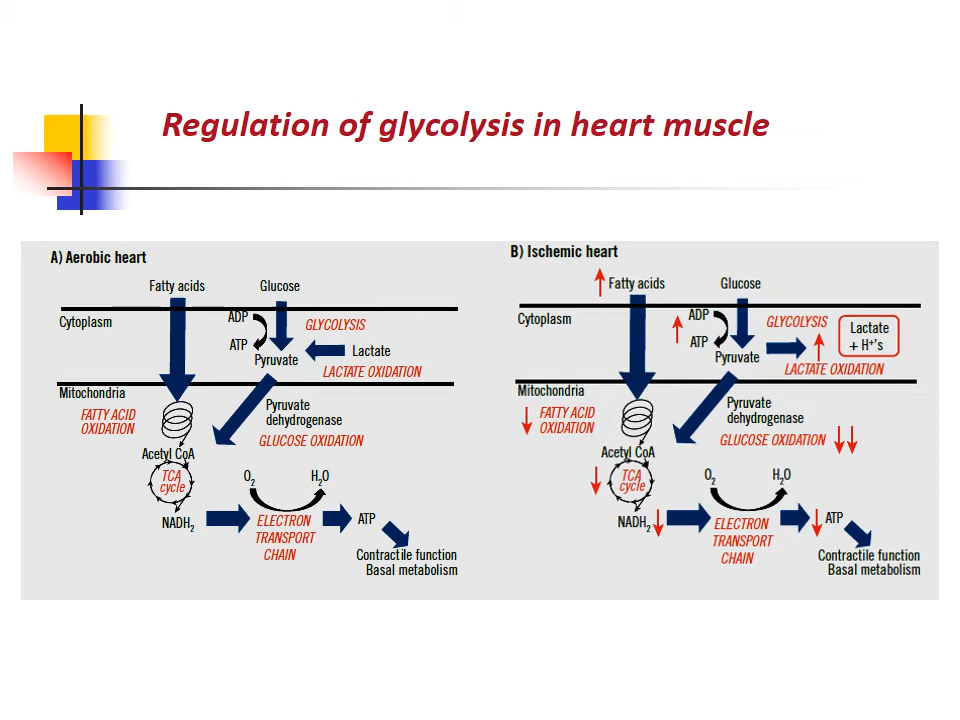 Regulation of glycolysis in heart muscle
A) Aerobic heart
Fatty acids
Glucose
Cytoplasm
ADP
ATP
GLYCOLYSIS
Pyruvate
Lactate
LACTATE OXIDATION
Mitochondria
FATTY ACID
OXIDATION
Pyruvate
dehydrogenase
GLUCOSE OXIDATION
Acetyl CoA
TCA
cycle
NADH₂
O₂
H₂O
ELECTRON
TRANSPORT
CHAIN
ATP
Contractile function
Basal metabolism
B) Ischemic heart
Fatty acids
Glucose
Cytoplasm
ADP
ATP
GLYCOLYSIS
Pyruvate
Lactate
+ H⁺'s
LACTATE OXIDATION
Mitochondria
FATTY ACID
OXIDATION
Pyruvate
dehydrogenase
GLUCOSE OXIDATION
Acetyl CoA
TCA
cycle
NADH₂
O₂
H₂O
ELECTRON
TRANSPORT
CHAIN
ATP
Contractile function
Basal metabolism